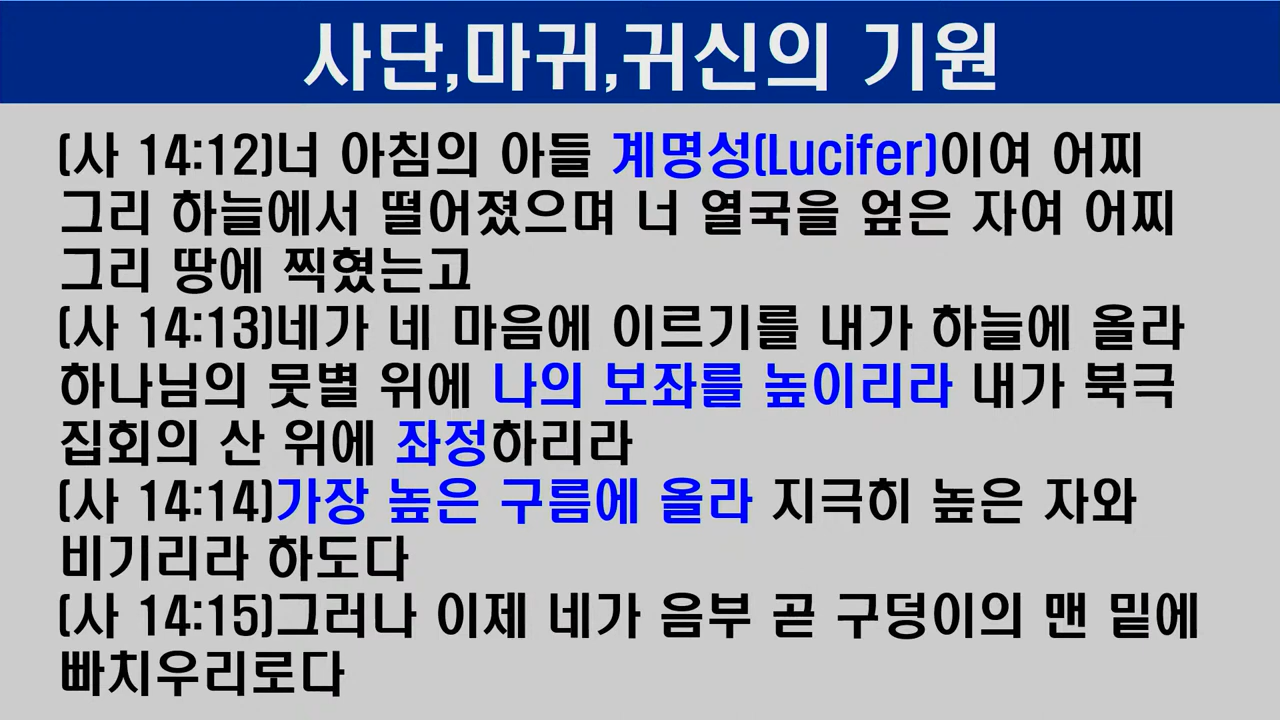 사단,마귀,귀신의 기원
(사 14:12)너 아침의 아들 계명성(Lucifer)이여 어찌
그리 하늘에서 떨어졌으며 너 열국을 엎은 자여 어찌
그리 땅에 찍혔는고
(사 14:13)네가 네 마음에 이르기를 내가 하늘에 올라
하나님의 뭇별 위에 나의 보좌를 높이리라 내가 북극
집회의 산 위에 좌정하리라
(사 14:14)가장 높은 구름에 올라 지극히 높은 자와
비기리라 하도다
(사 14:15)그러나 이제 네가 음부 곧 구덩이의 맨 밑에
빠치우리로다